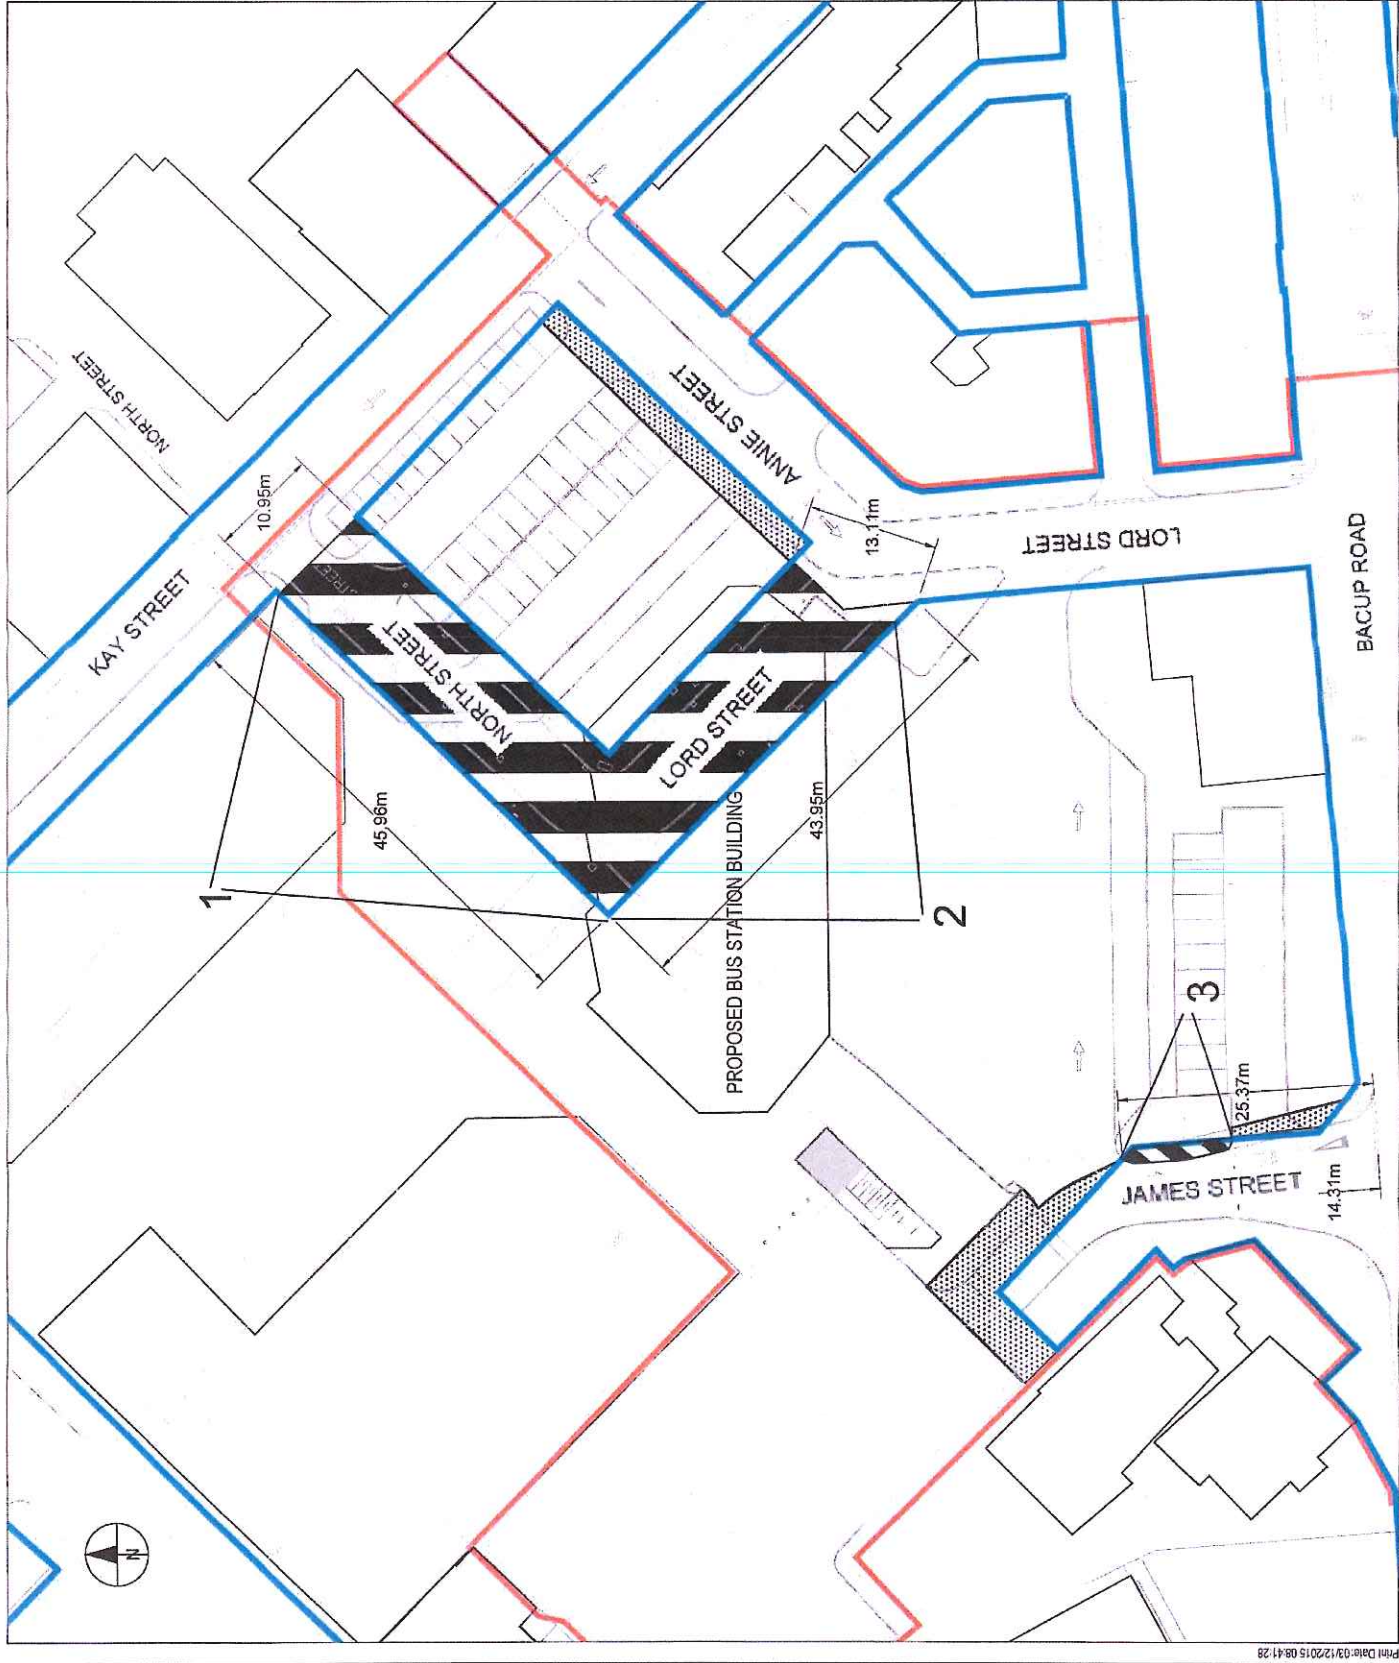 NORTH STREET
KAY STREET
10.95m
STREET
NORTH STREET
ANNIE STREET
13.11m
LORD STREET
LORD STREET
BACUP ROAD
1
45.96m
43.95m
PROPOSED BUS STATION BUILDING
2
3
25.37m
JAMES STREET
14.31m
N
Print Date: 03/12/2015 08:41:28